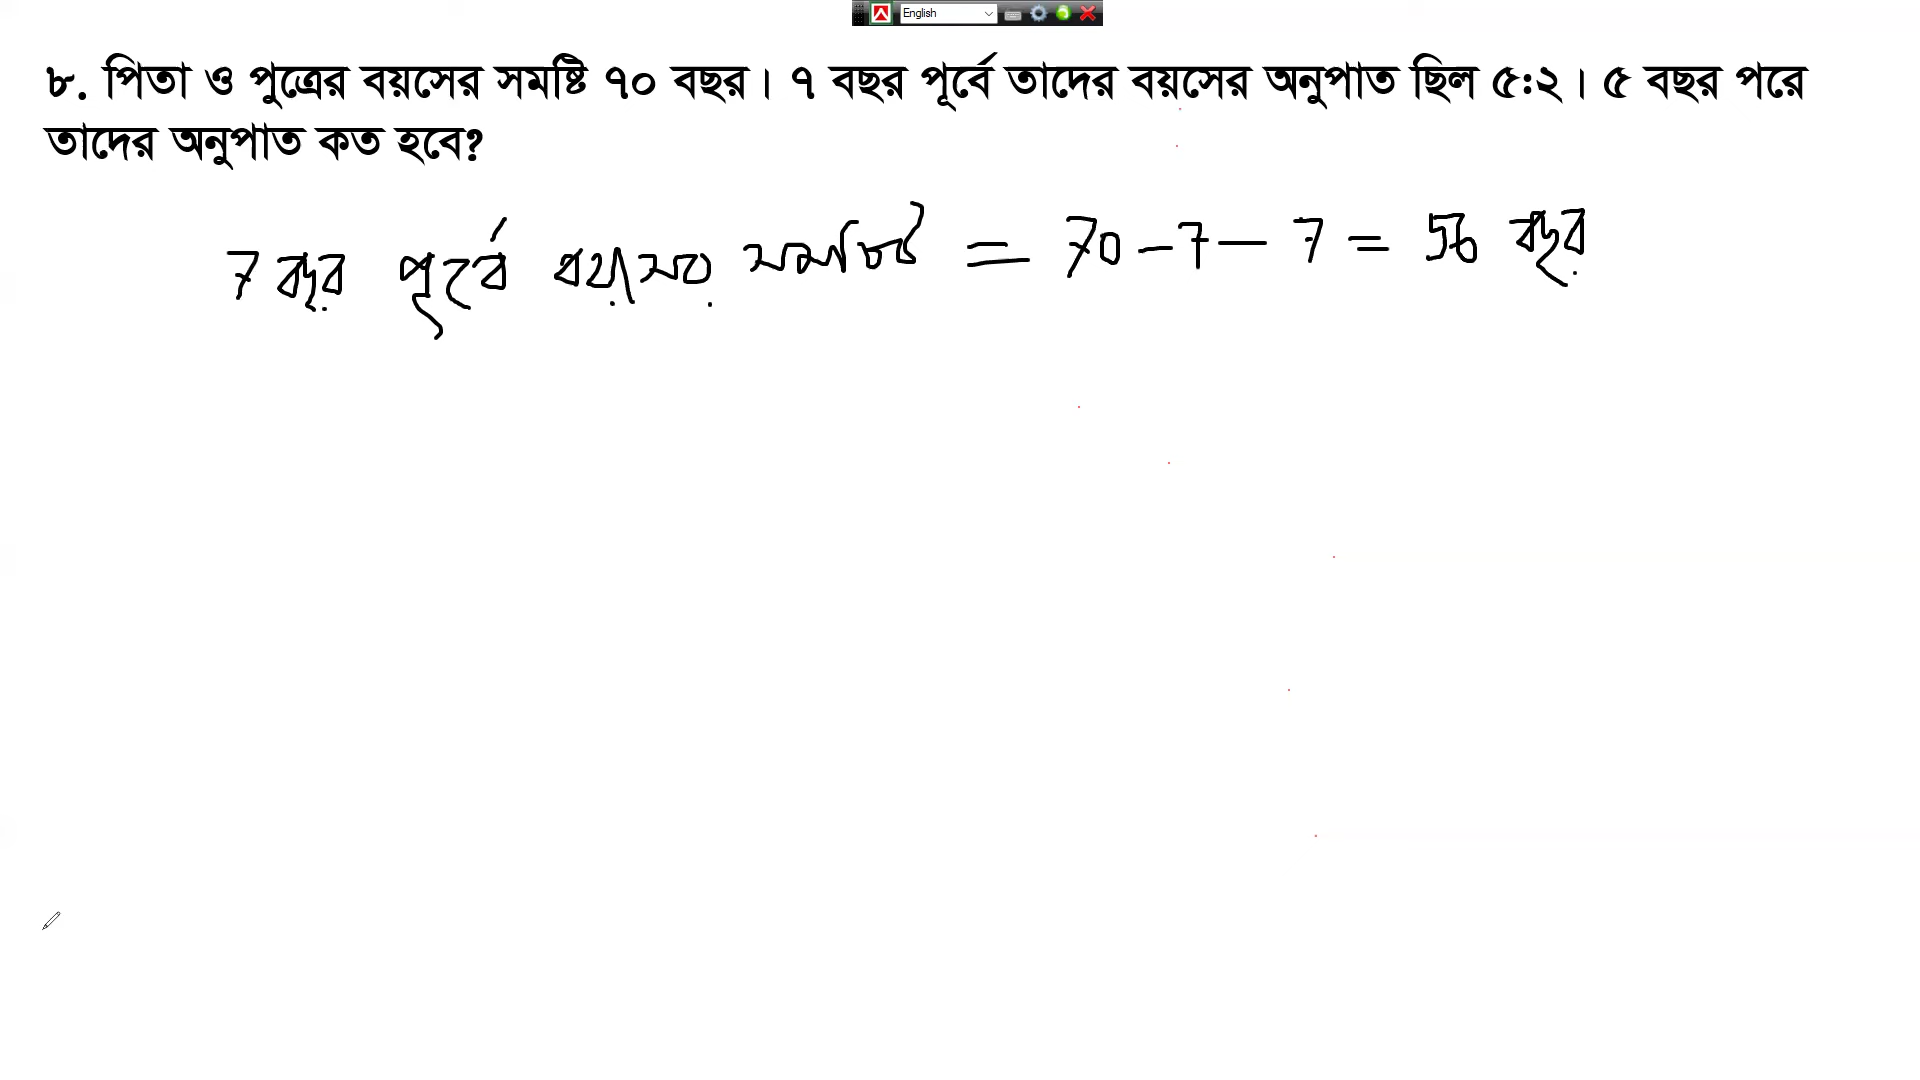 English
৮. পিতা ও পুত্রের বয়সের সমষ্টি ৭০ বছর। ৭ বছর পূর্বে তাদের বয়সের অনুপাত ছিল ৫:২। ৫ বছর পরে
তাদের অনুপাত কত হবে?
7 বছর পূর্বে বয়সের সমষ্টি = 70 - 7 - 7 = 56 বছর